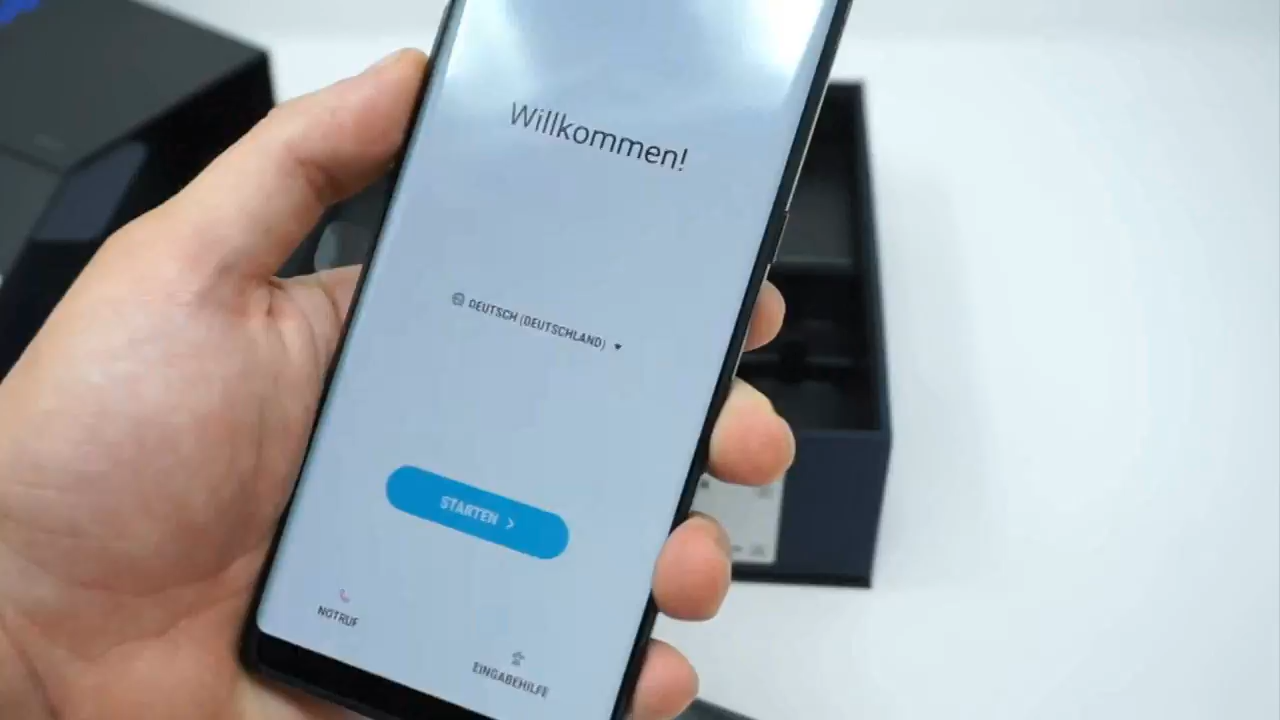 Willkommen!
DEUTSCH (DEUTSCHLAND)
STARTEN
NOTRUF
EINGABEHILFE